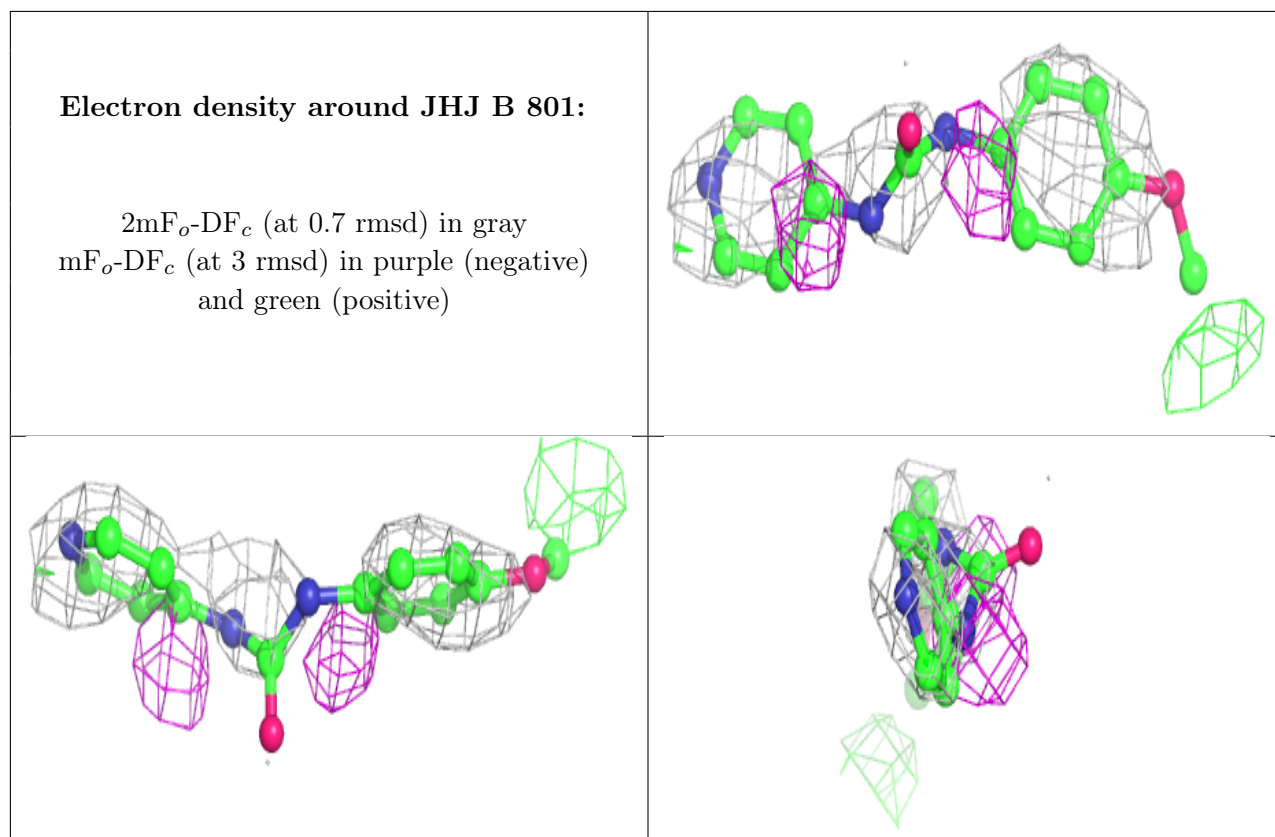 Electron density around JHJ B 801:
2mFo-DFc (at 0.7 rmsd) in gray
mFo-DFc (at 3 rmsd) in purple (negative)
and green (positive)